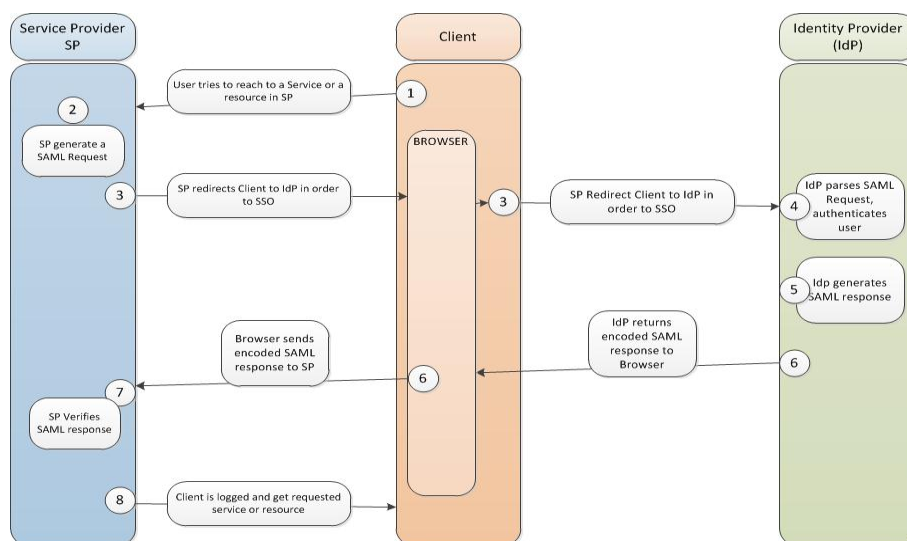 Service Provider
SP
Client
Identity Provider
(IdP)
User tries to reach to a Service or a
resource in SP
1
2
SP generate a
SAML Request
BROWSER
3
SP redirects Client to IdP in order
to SSO
3
SP Redirect Client to IdP in
order to SSO
4
IdP parses SAML
Request,
authenticates
user
5
Idp generates
SAML response
Browser sends
encoded SAML
response to SP
IdP returns
encoded SAML
response to
Browser
6
6
7
SP Verifies
SAML response
8
Client is logged and get requested
service or resource